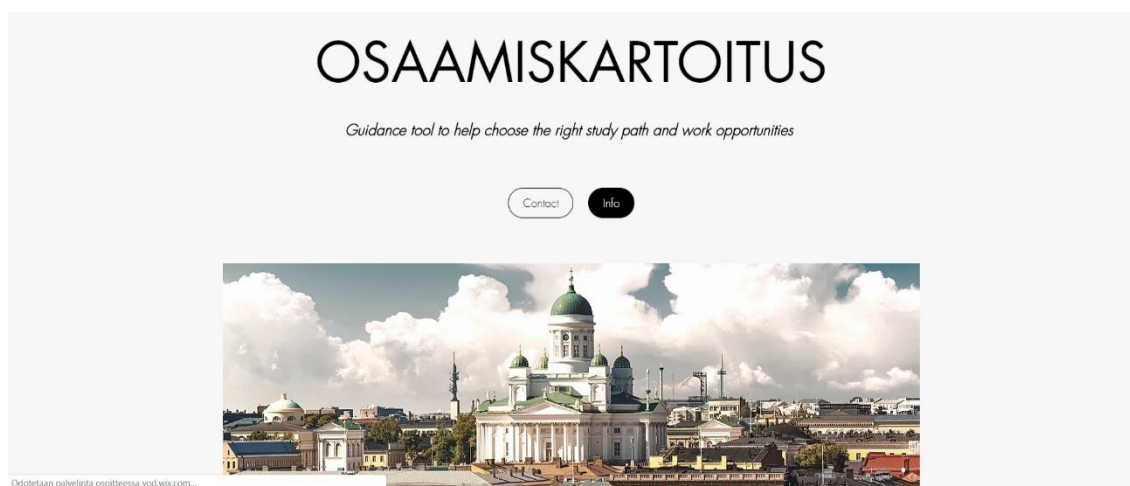 OSAAMISKARTOITUS
Guidance tool to help choose the right study path and work opportunities
Contact
Info
Odotetaan palvelinta osoitteessa vod.wix.com...